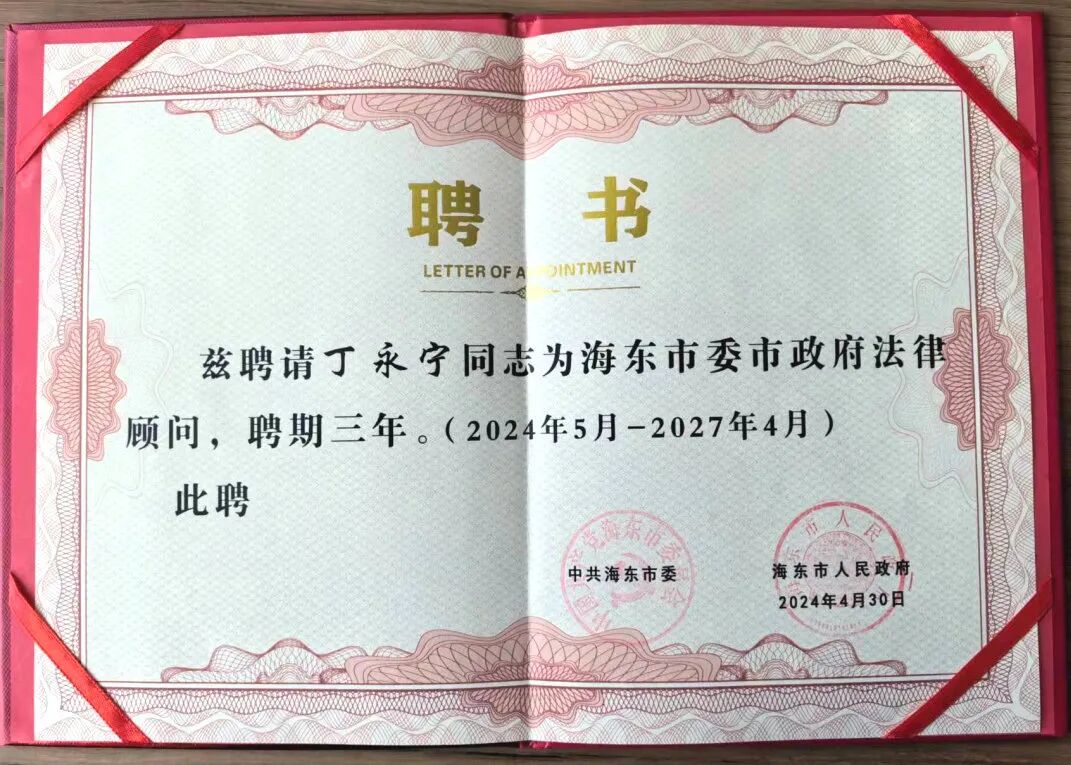 聘 书
LETTER OF APPOINTMENT
兹聘请丁永宁同志为海东市委市政府法律
顾问，聘期三年。（2024年5月－2027年4月）
此聘
中共海东市委
海东市人民政府
2024年4月30日